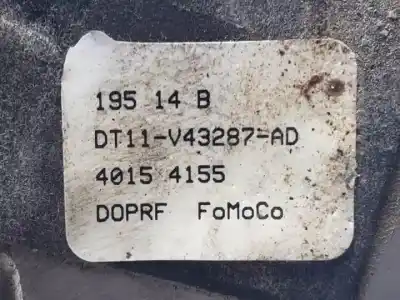 195 14 B
DT11-V43287-AD
4015 4155
DOPRF FoMoCo